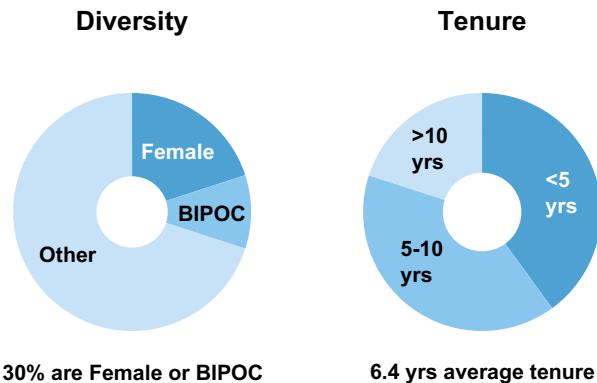 Diversity
Female
BIPOC
Other
30% are Female or BIPOC
Tenure
>10
yrs
<5
yrs
5-10
yrs
6.4 yrs average tenure